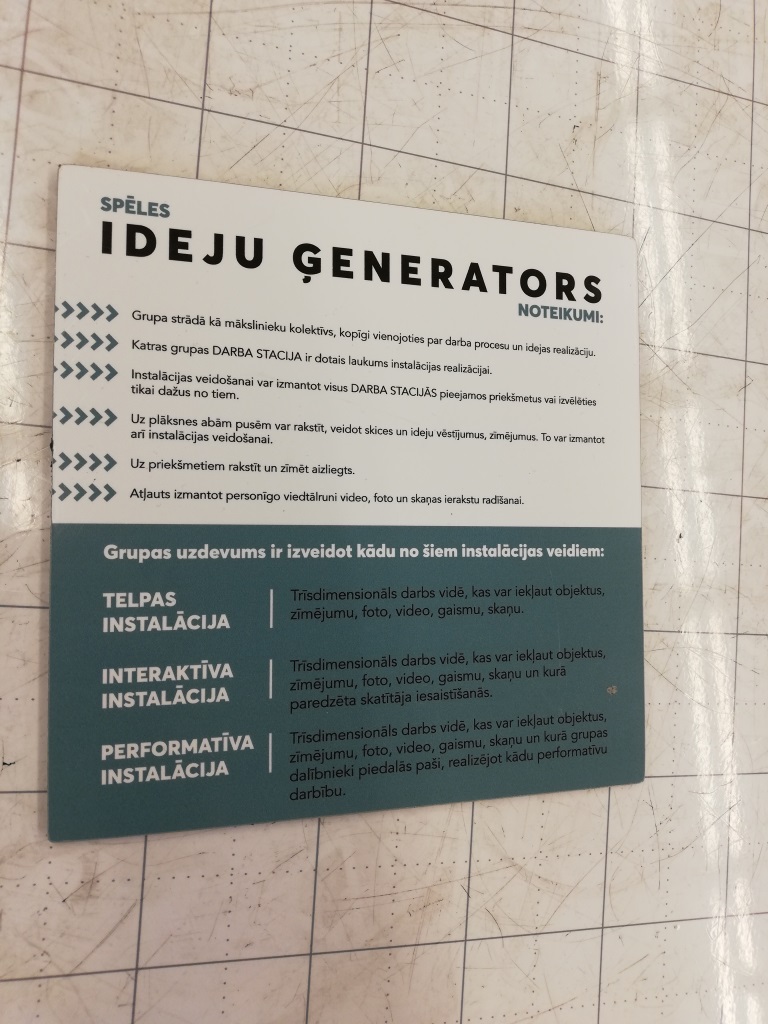 SPĒLES
IDEJU ĢENERATORS
NOTEIKUMI:
Grupa strādā kā mākslinieku kolektīvs, kopīgi vienojoties par darba procesu un idejas realizāciju.
Katras grupas DARBA STACIJA ir dotais laukums instalācijas realizācijai.
Instalācijas veidošanai var izmantot visus DARBA STACIJĀS pieejamos priekšmetus vai izvēlēties
tikai dažus no tiem.
Uz plāksnes abām pusēm var rakstīt, veidot skices un ideju vēstījumus, zīmējumus. To var izmantot
arī instalācijas veidošanai.
Uz priekšmetiem rakstīt un zīmēt aizliegts.
Atļauts izmantot personīgo viedtālruni video, foto un skaņas ierakstu radīšanai.
Grupas uzdevums ir izveidot kādu no šiem instalācijas veidiem:
TELPAS
INSTALĀCIJA
Trīsdimensionāls darbs vidē, kas var iekļaut objektus,
zīmējumu, foto, video, gaismu, skaņu.
INTERAKTĪVA
INSTALĀCIJA
Trīsdimensionāls darbs vidē, kas var iekļaut objektus,
zīmējumu, foto, video, gaismu, skaņu un kurā
paredzēta skatītāja iesaistīšanās.
PERFORMATĪVA
INSTALĀCIJA
Trīsdimensionāls darbs vidē, kas var iekļaut objektus,
zīmējumu, foto, video, gaismu, skaņu un kurā grupas
dalībnieki piedalās paši, realizējot kādu performatīvu
darbību.